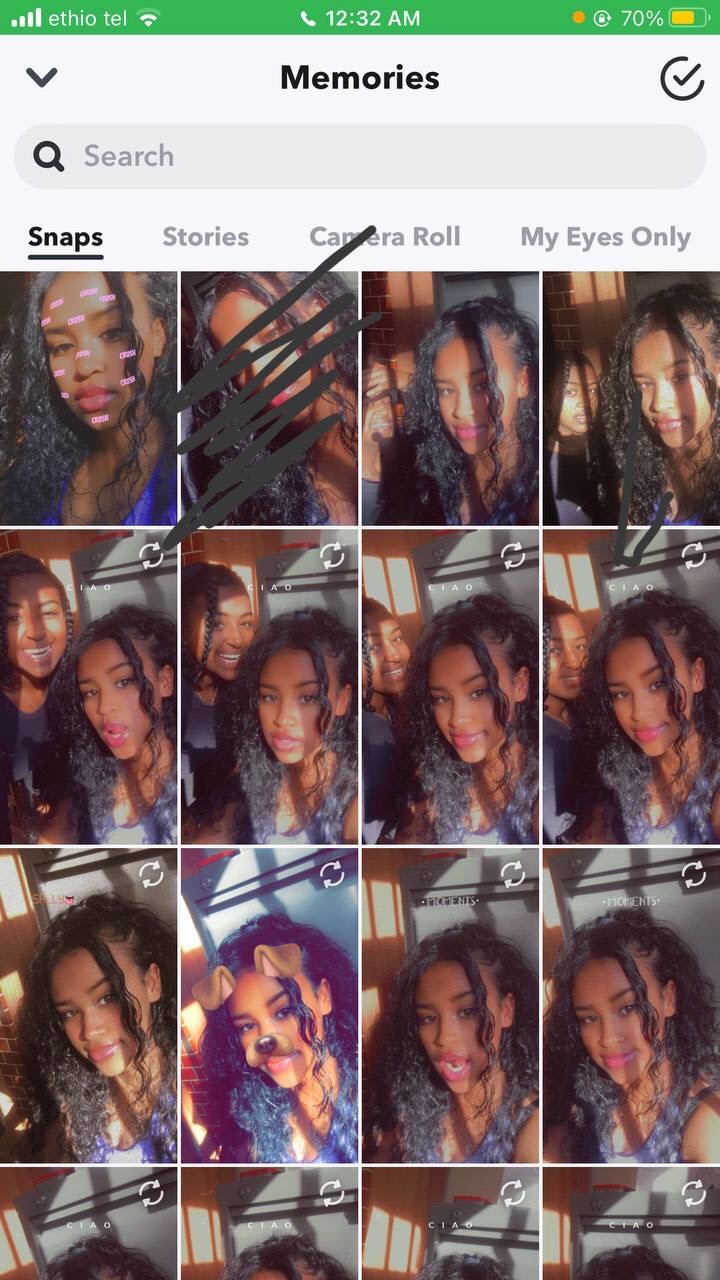 ethio tel 12:32 AM 70%
Memories
Search
Snaps Stories Camera Roll My Eyes Only
CRUSH CRUSH CRUSH CRUSH CRUSH CRUSH CRUSH
CIAO CIAO CIAO CIAO
SALLY ·MOMENTS· ·MOMENTS·
CIAO CIAO CIAO CIAO